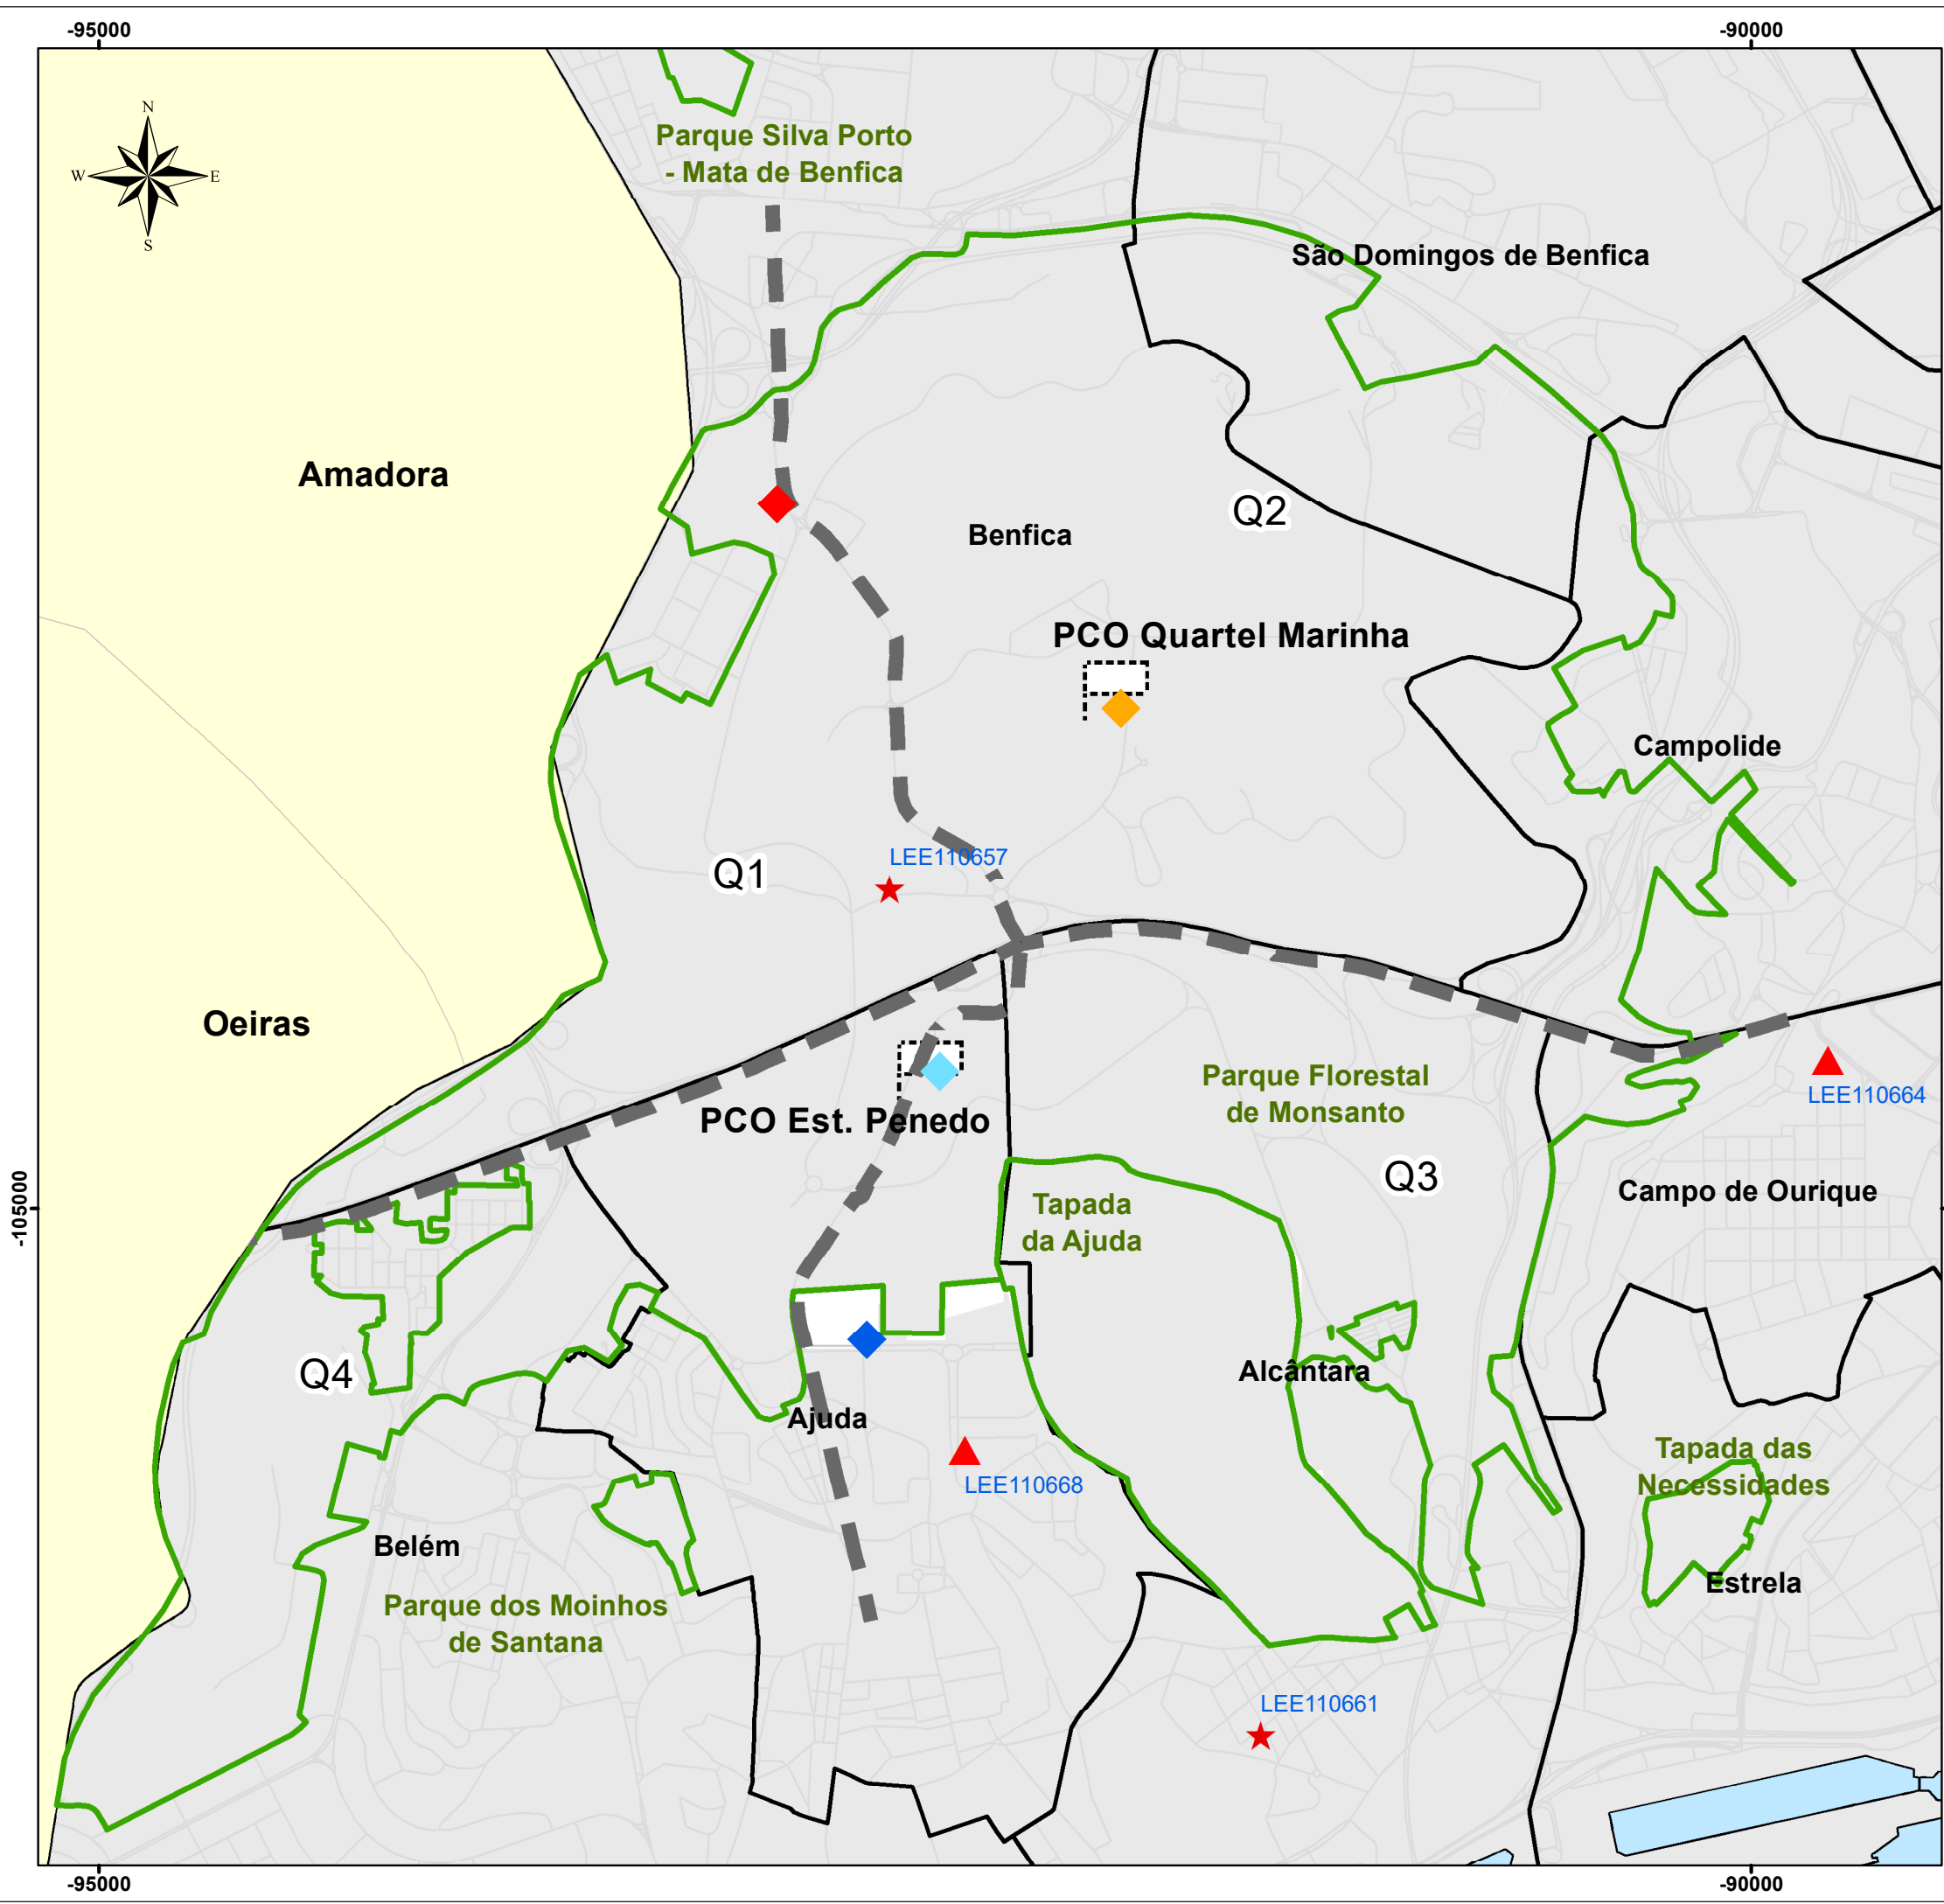 -95000
-90000
N
W
E
S
Parque Silva Porto
- Mata de Benfica
São Domingos de Benfica
Amadora
Q2
Benfica
PCO Quartel Marinha
Campolide
LEE110657
Q1
Oeiras
Parque Florestal
de Monsanto
LEE110664
PCO Est. Penedo
Q3
Campo de Ourique
-105000
Tapada
da Ajuda
Q4
Alcântara
Ajuda
Tapada das
Necessidades
LEE110668
Belém
Estrela
Parque dos Moinhos
de Santana
LEE110661
-95000
-90000